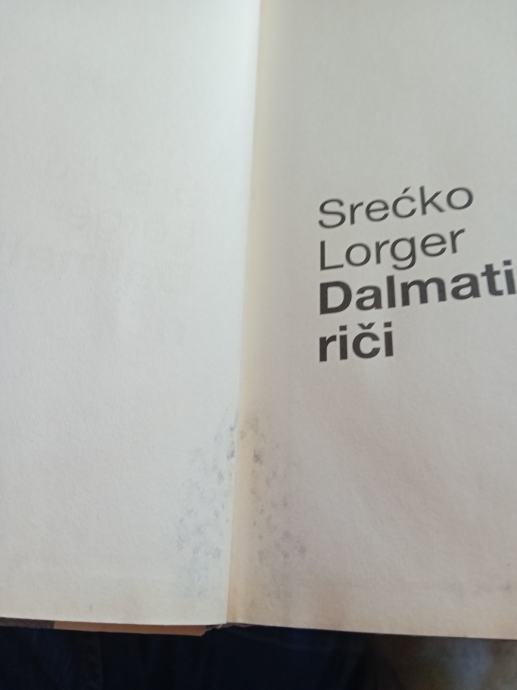 Srećko
Lorger
Dalmati
riči